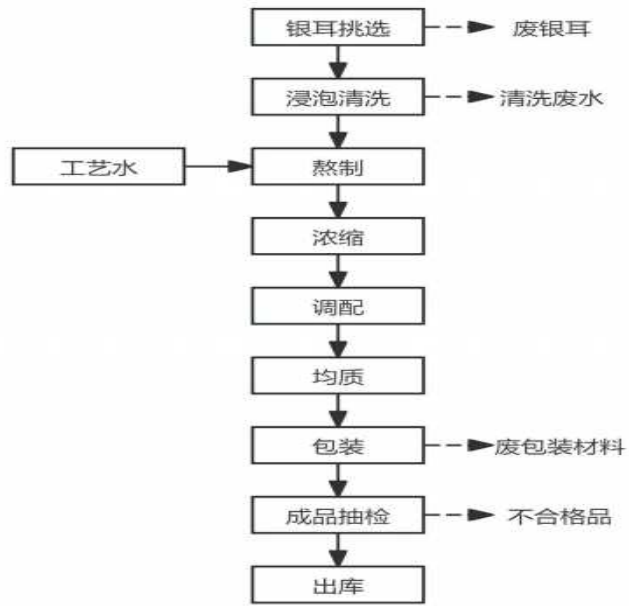 银耳挑选
废银耳
浸泡清洗
清洗废水
工艺水
熬制
浓缩
调配
均质
包装
废包装材料
成品抽检
不合格品
出库